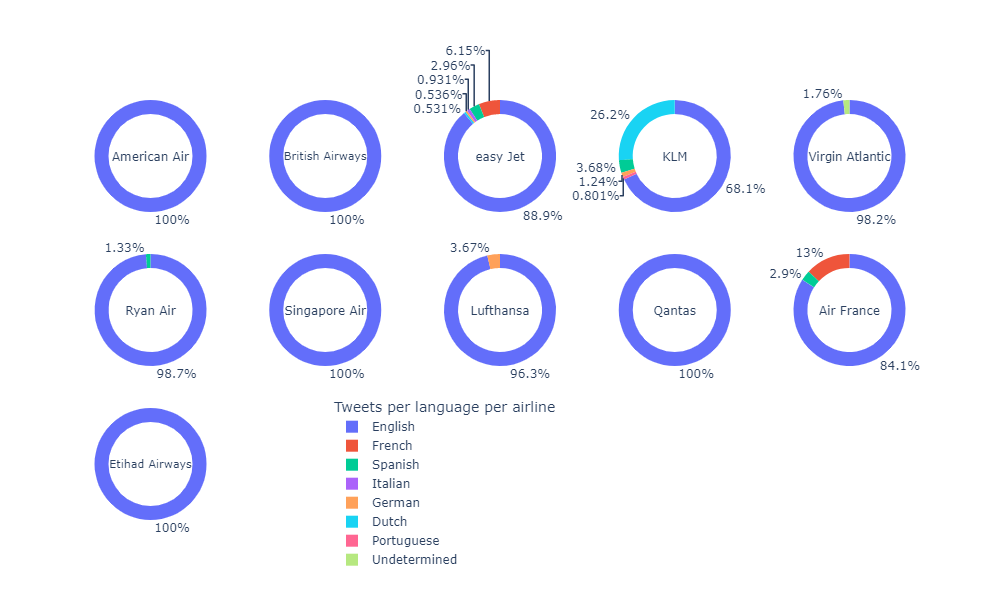 6.15%
2.96%
0.931%
0.536%
0.531%
88.9%
easy Jet
American Air
100%
British Airways
100%
26.2%
3.68%
1.24%
0.801%
KLM
68.1%
1.76%
Virgin Atlantic
98.2%
1.33%
Ryan Air
98.7%
Singapore Air
100%
3.67%
Lufthansa
96.3%
Qantas
100%
13%
2.9%
Air France
84.1%
Etihad Airways
100%
Tweets per language per airline
English
French
Spanish
Italian
German
Dutch
Portuguese
Undetermined